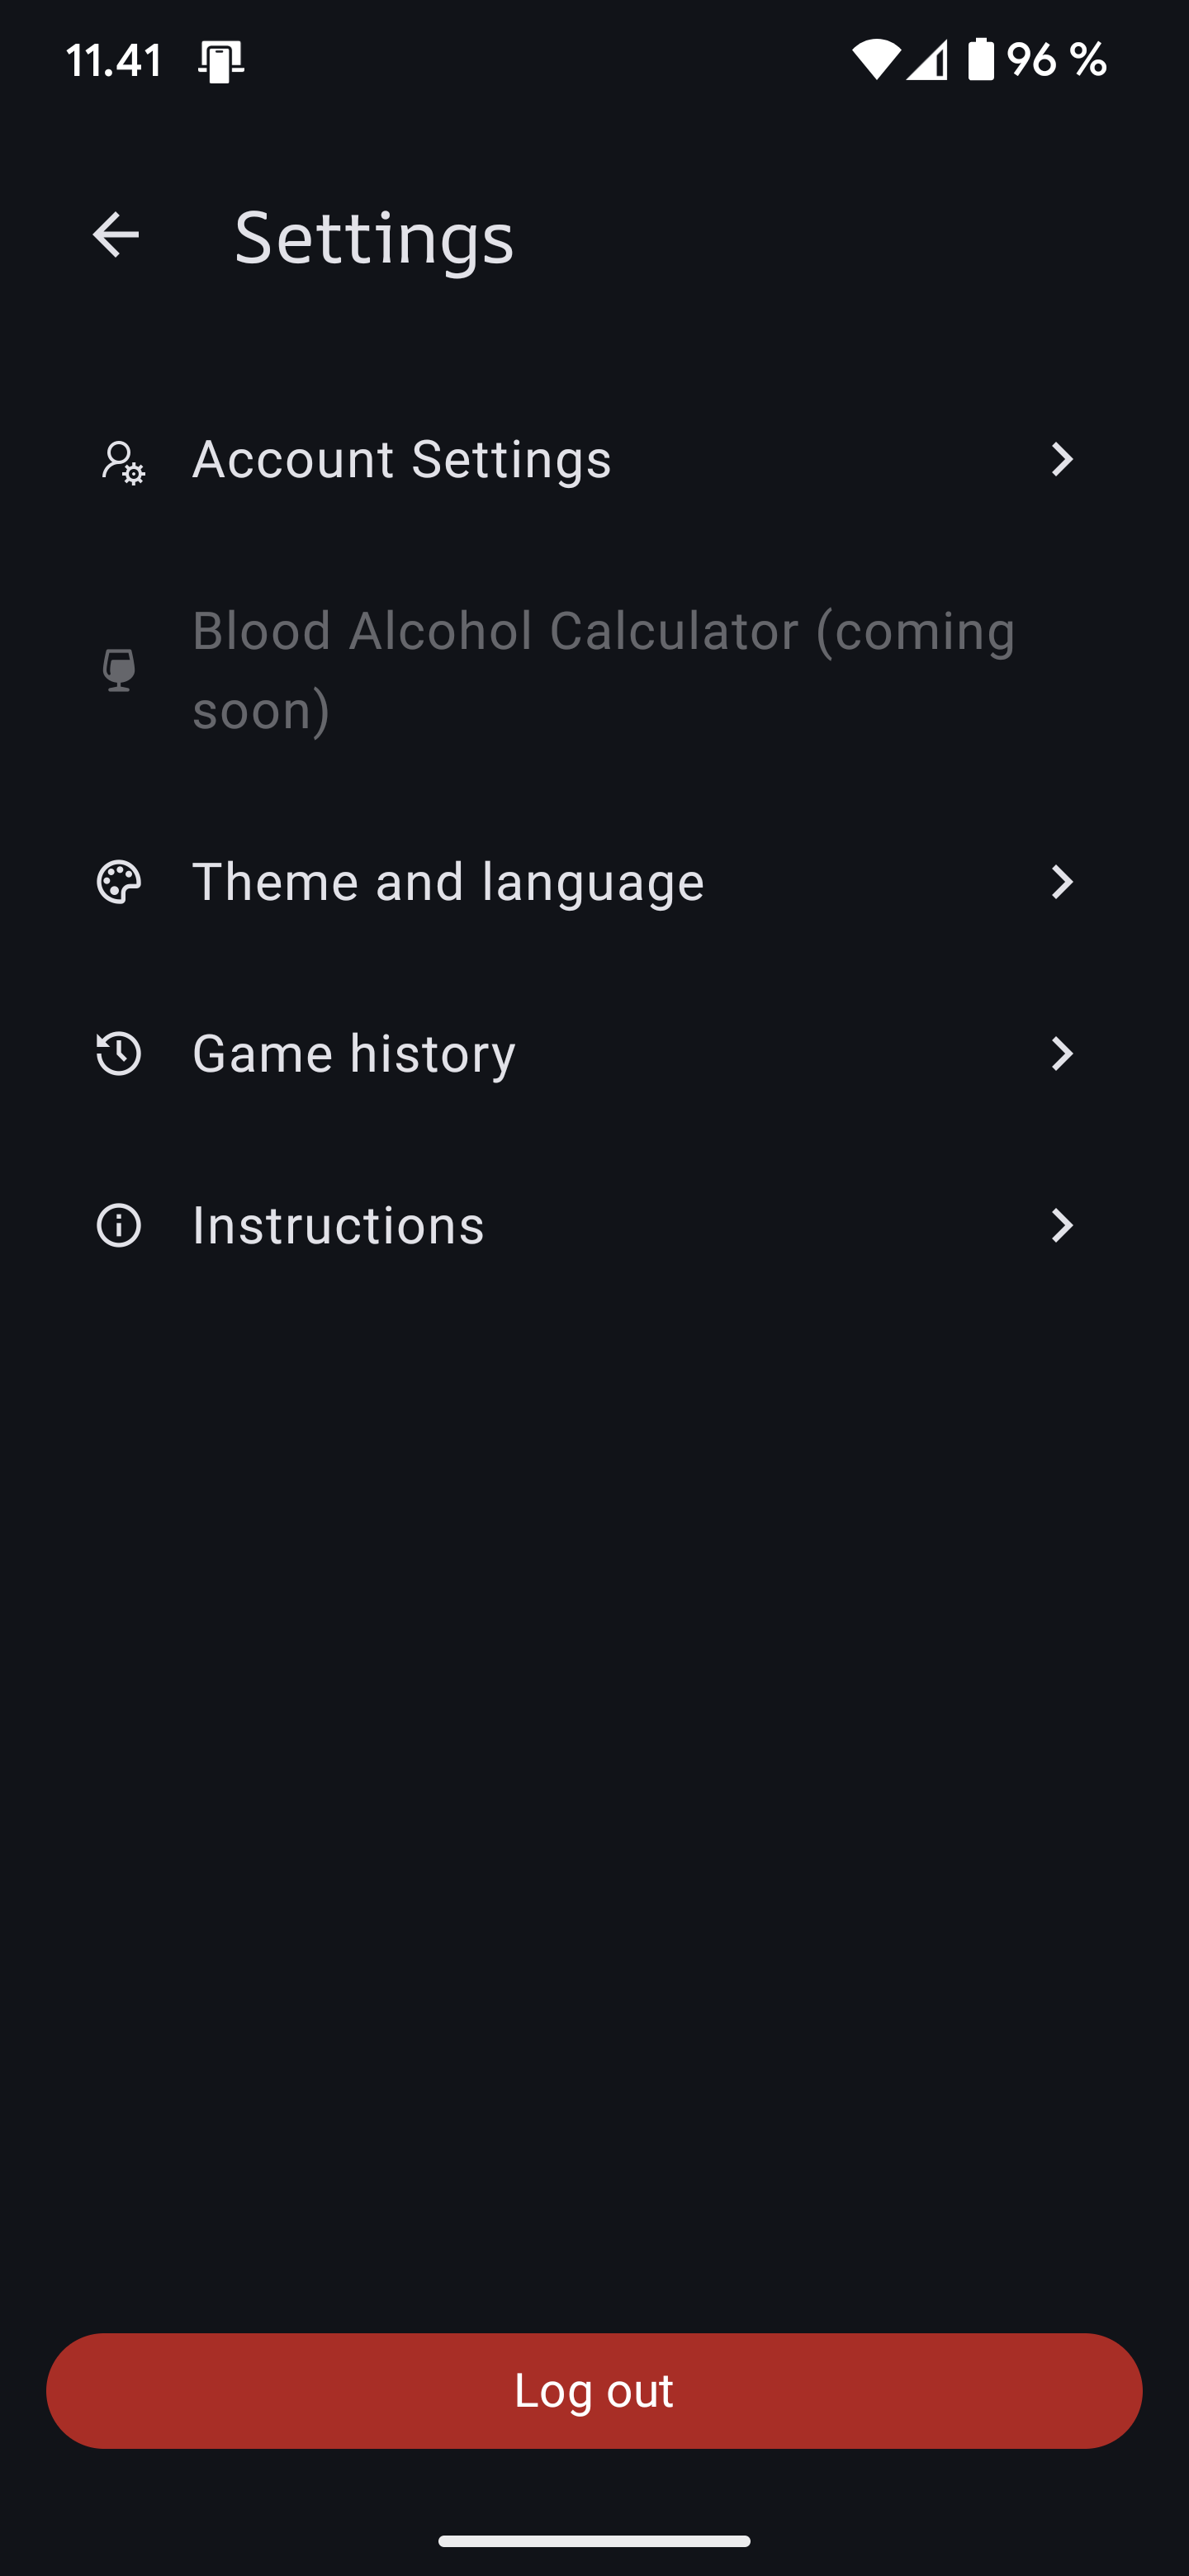 11.41
96 %
Settings
Account Settings
Blood Alcohol Calculator (coming
soon)
Theme and language
Game history
Instructions
Log out